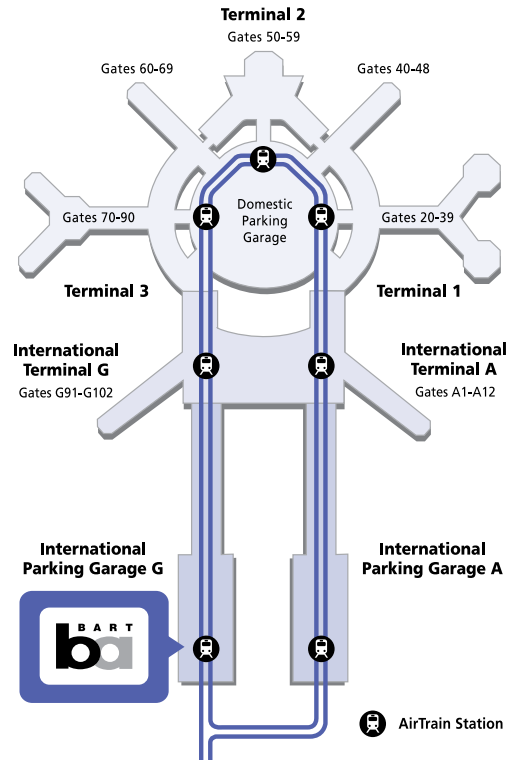 Terminal 2
Gates 50-59
Gates 60-69
Gates 40-48
Domestic
Parking
Garage
Gates 70-90
Gates 20-39
Terminal 3
Terminal 1
International
Terminal G
Gates G91-G102
International
Terminal A
Gates A1-A12
International
Parking Garage G
International
Parking Garage A
BART
ba
AirTrain Station